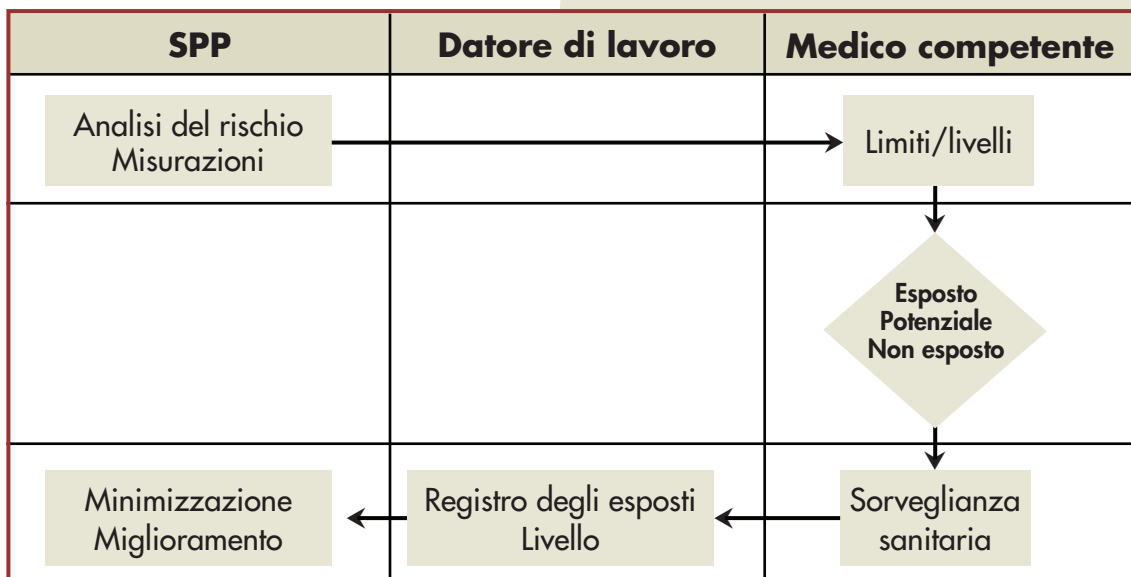 SPP
Datore di lavoro
Medico competente
Analisi del rischio
Misurazioni
Limiti/livelli
Esposto
Potenziale
Non esposto
Minimizzazione
Miglioramento
Registro degli esposti
Livello
Sorveglianza
sanitaria